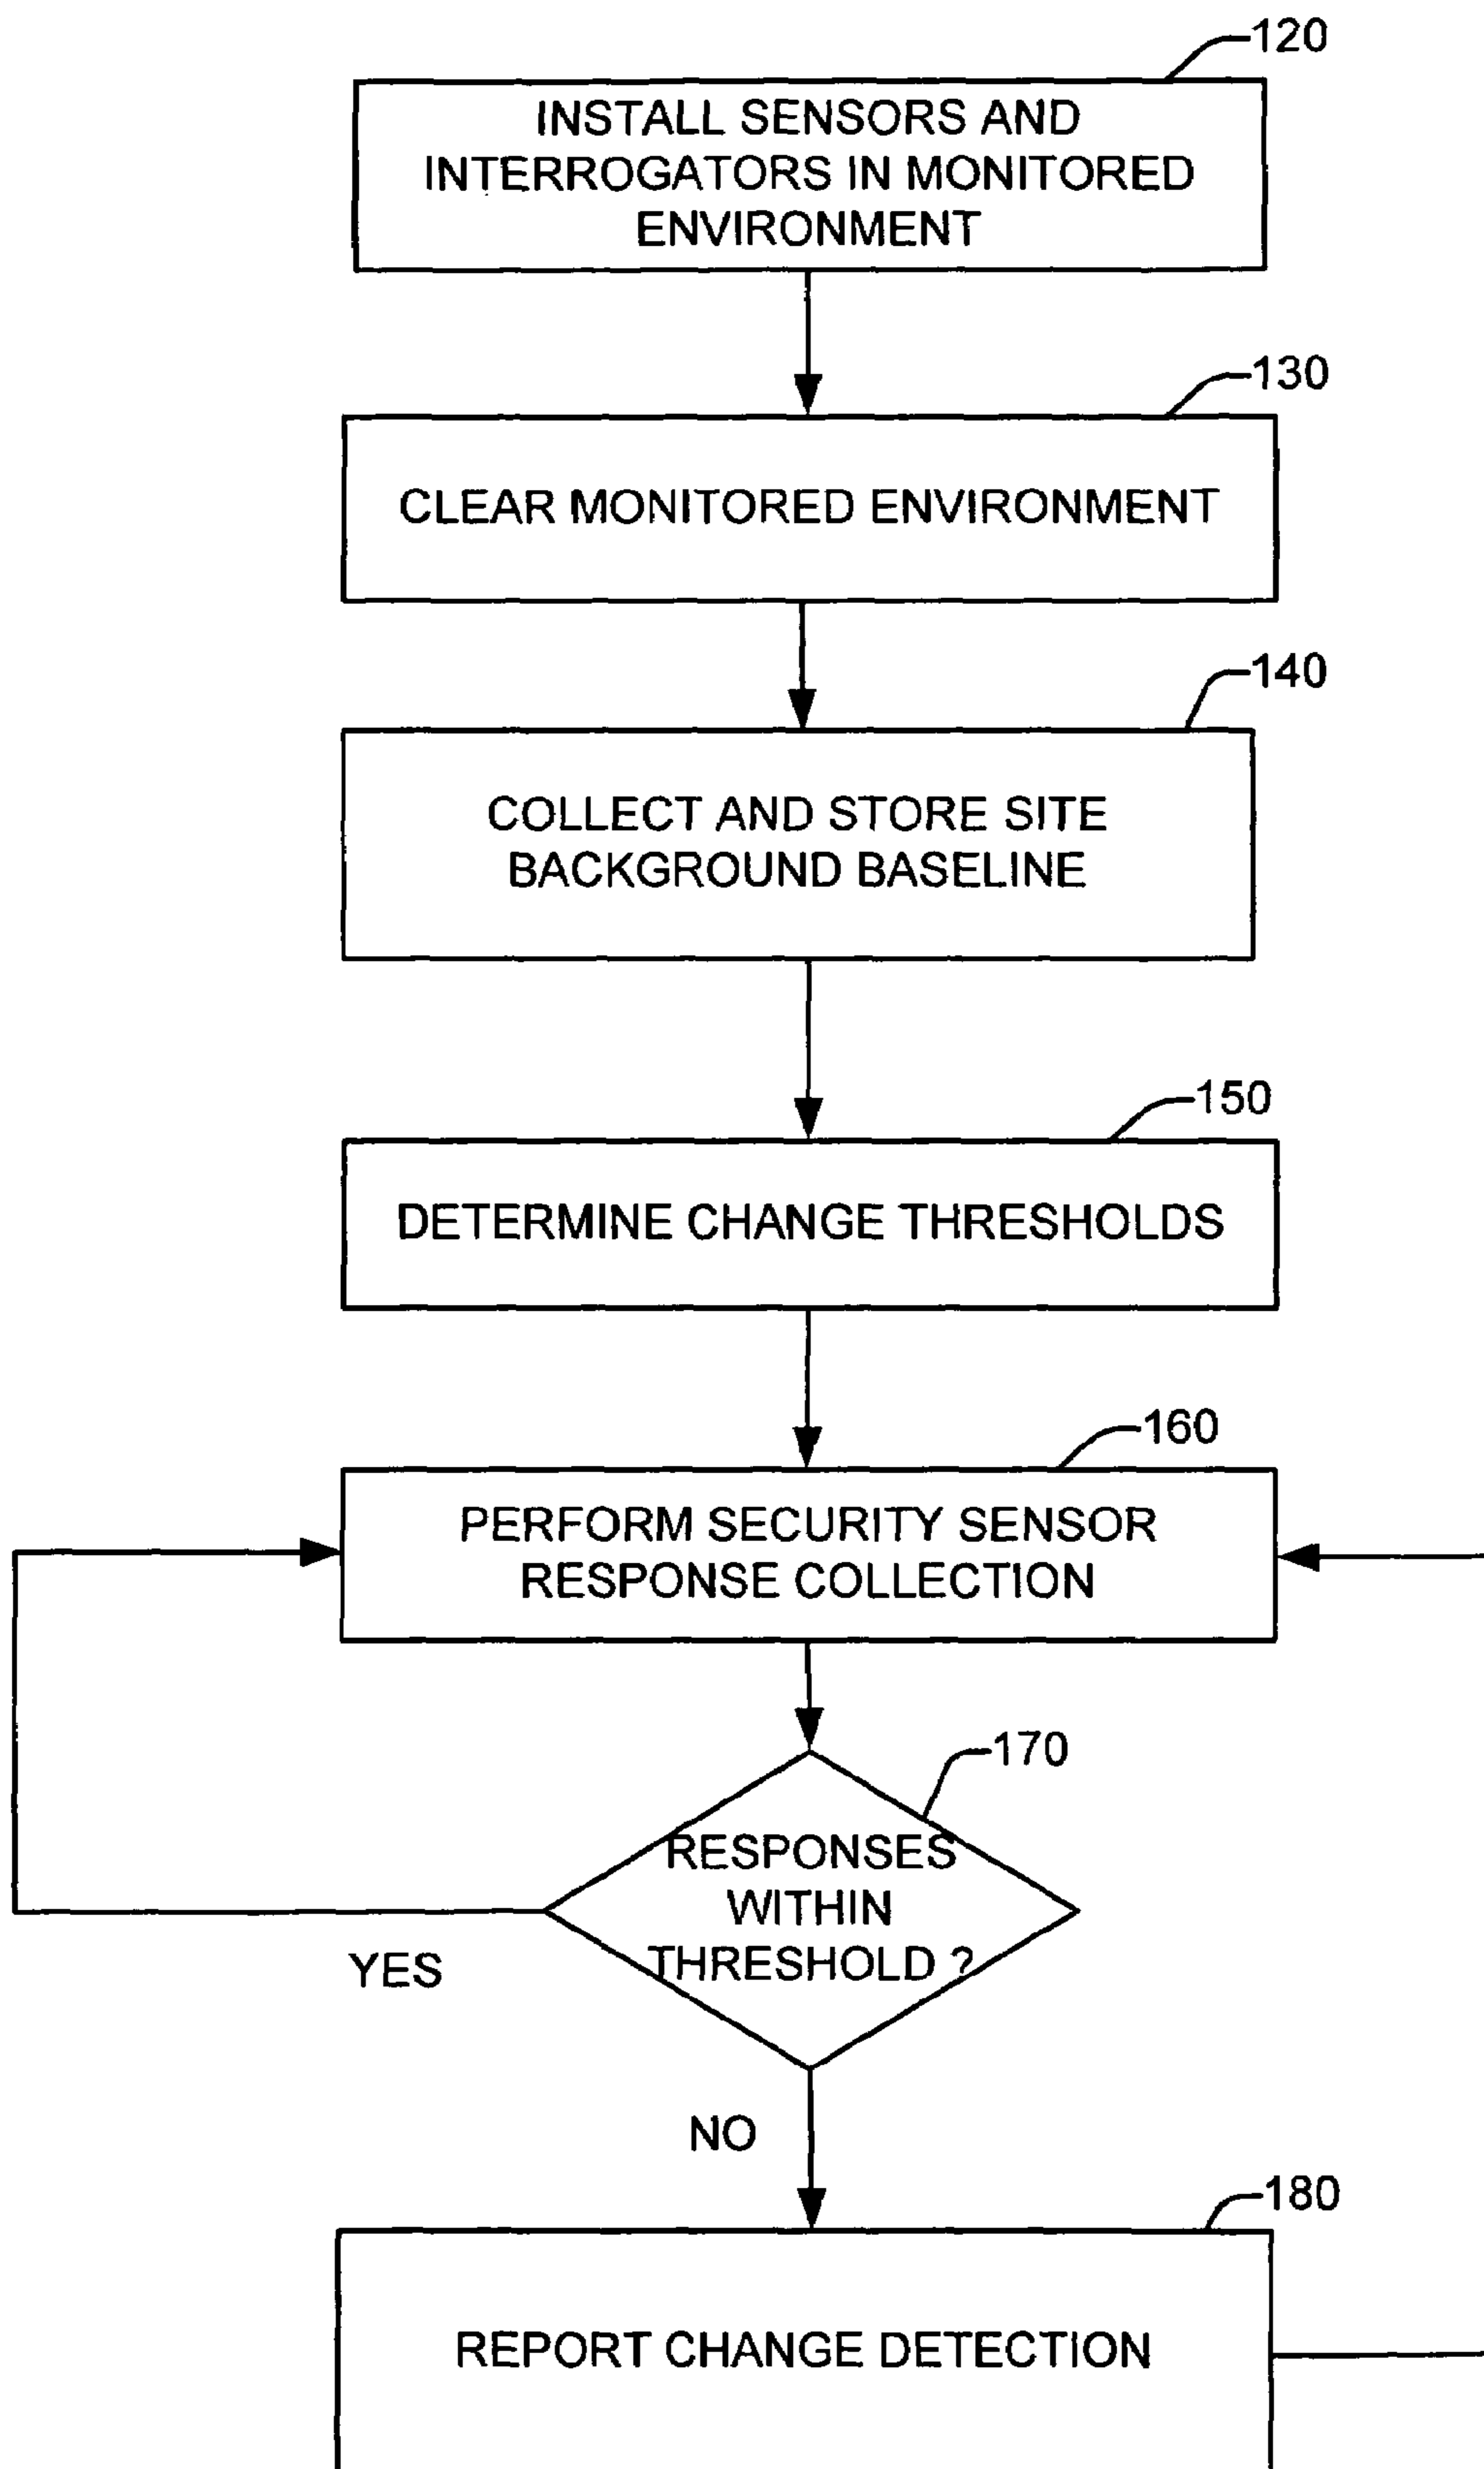 120
INSTALL SENSORS AND
INTERROGATORS IN MONITORED
ENVIRONMENT
130
CLEAR MONITORED ENVIRONMENT
140
COLLECT AND STORE SITE
BACKGROUND BASELINE
150
DETERMINE CHANGE THRESHOLDS
160
PERFORM SECURITY SENSOR
RESPONSE COLLECTION
170
RESPONSES
WITHIN
THRESHOLD ?
YES
NO
180
REPORT CHANGE DETECTION